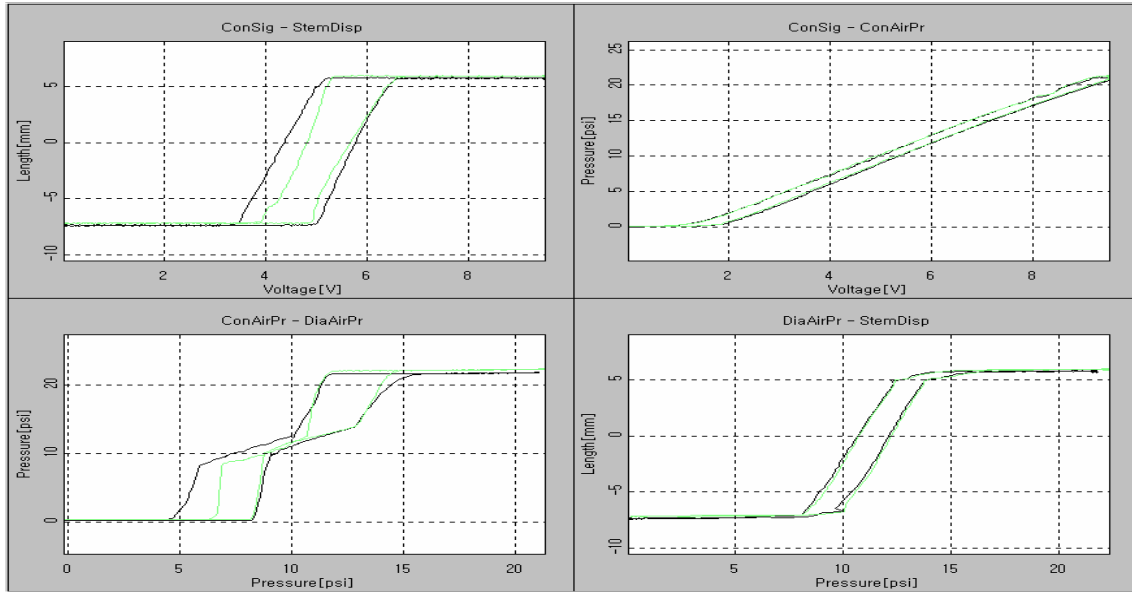 ConSig - StemDisp
Length[mm]
5
0
-5
-10
2 4 6 8
Voltage[V]
ConSig - ConAirPr
Pressure[psi]
25
20
15
10
5
0
2 4 6 8
Voltage[V]
ConAirPr - DiaAirPr
Pressure[psi]
20
10
0
0 5 10 15 20
Pressure[psi]
DiaAirPr - StemDisp
Length[mm]
5
0
-5
-10
5 10 15 20
Pressure[psi]